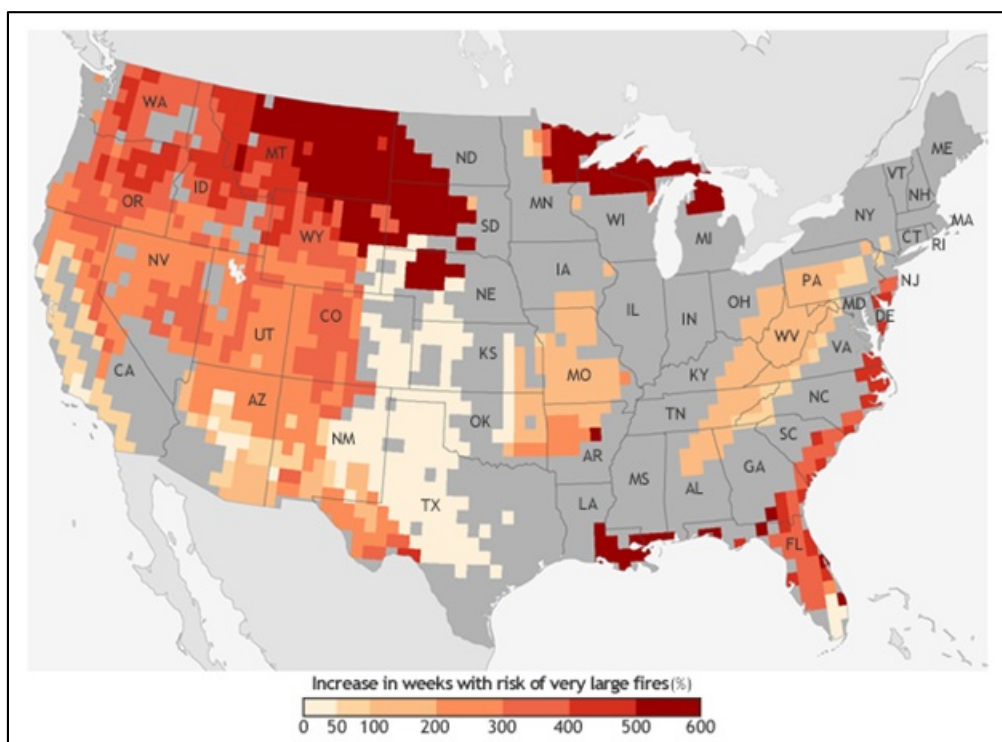 WA
MT
ND
ME
VT
NH
OR
ID
MN
SD
WI
NY
MA
WY
MI
CT
RI
IA
NV
NE
PA
NJ
IL
IN
OH
MD
DE
UT
CO
WV
VA
CA
KS
MO
KY
NC
AZ
NM
OK
TN
AR
SC
MS
AL
GA
TX
LA
FL
Increase in weeks with risk of very large fires (%)
0 50 100 200 300 400 500 600